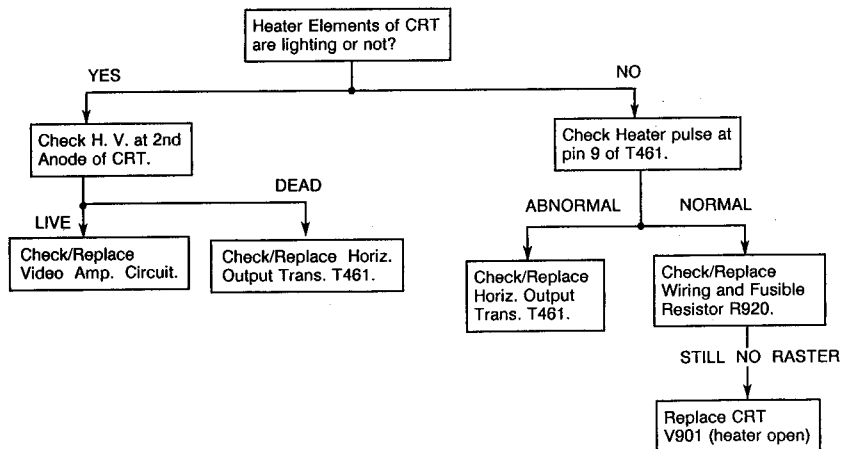 Heater Elements of CRT
are lighting or not?
YES
NO
Check H. V. at 2nd
Anode of CRT.
Check Heater pulse at
pin 9 of T461.
DEAD
LIVE
ABNORMAL
NORMAL
Check/Replace
Video Amp. Circuit.
Check/Replace Horiz.
Output Trans. T461.
Check/Replace
Horiz. Output
Trans. T461.
Check/Replace
Wiring and Fusible
Resistor R920.
STILL NO RASTER
Replace CRT
V901 (heater open)